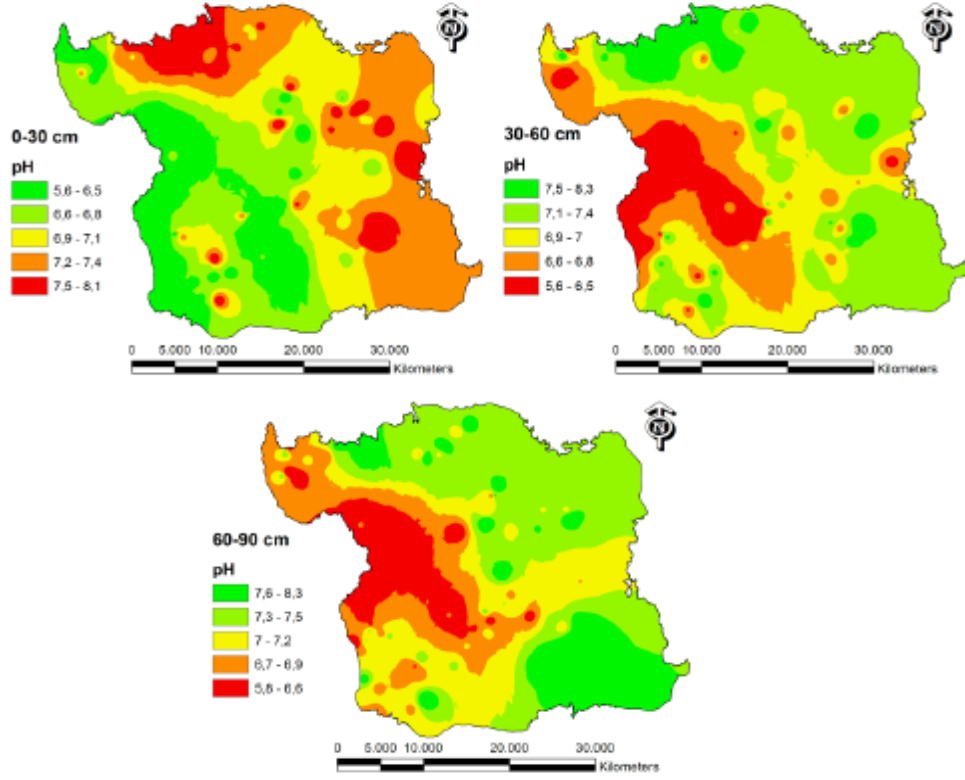 N
0-30 cm
pH
5,6 - 6,5
6,6 - 6,8
6,9 - 7,1
7,2 - 7,4
7,5 - 8,1
0 5.000 10.000 20.000 30.000
Kilometers
N
30-60 cm
pH
7,5 - 8,3
7,1 - 7,4
6,9 - 7
6,6 - 6,8
5,6 - 6,5
0 5.000 10.000 20.000 30.000
Kilometers
N
60-90 cm
pH
7,6 - 8,3
7,3 - 7,5
7 - 7,2
6,7 - 6,9
5,8 - 6,6
0 5.000 10.000 20.000 30.000
Kilometers